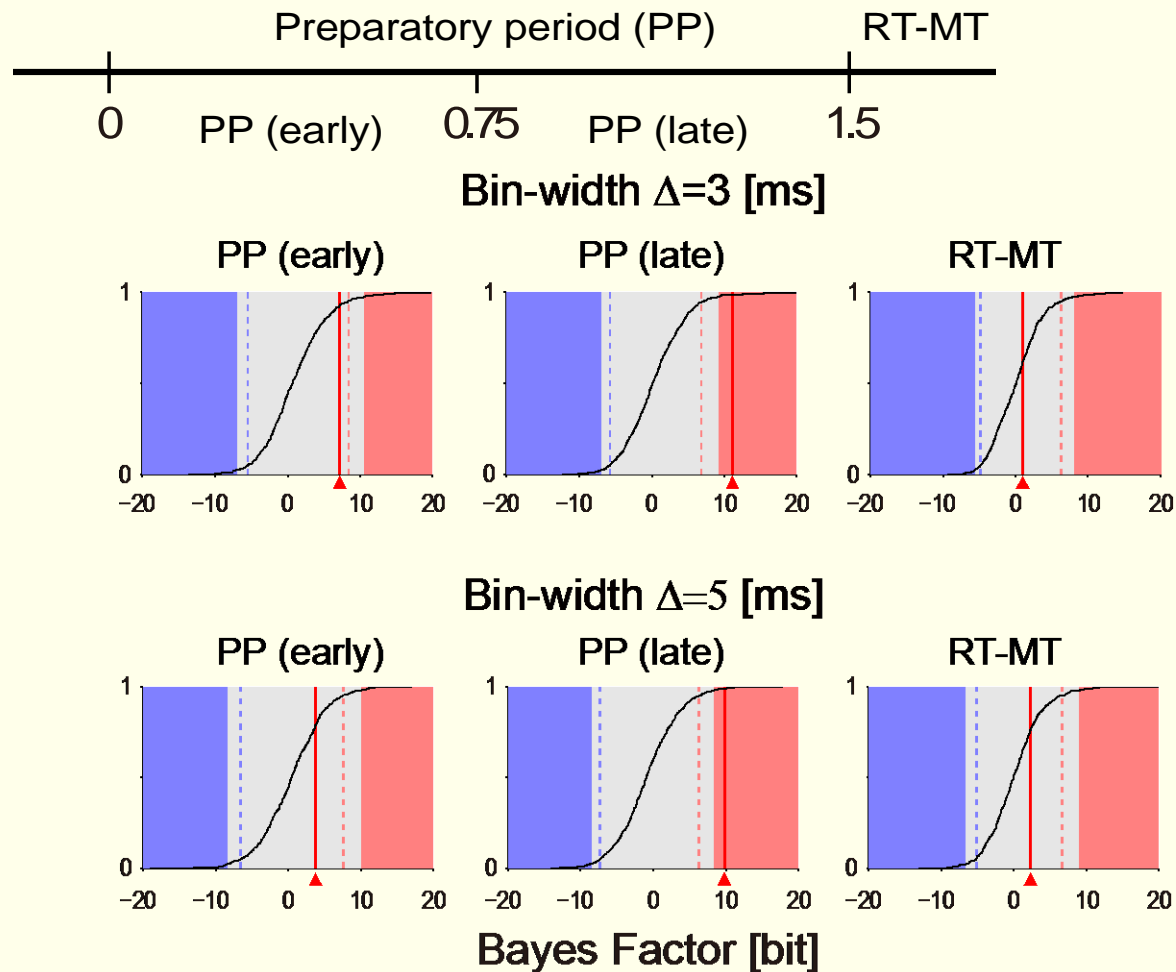 Preparatory period (PP) RT-MT
0 0.75 1.5
PP (early) PP (late)
Bin-width Δ=3 [ms]
PP (early) PP (late) RT-MT
1 1 1
0 0 0
−20 −10 0 10 20 −20 −10 0 10 20 −20 −10 0 10 20
Bin-width Δ=5 [ms]
PP (early) PP (late) RT-MT
1 1 1
0 0 0
−20 −10 0 10 20 −20 −10 0 10 20 −20 −10 0 10 20
Bayes Factor [bit]